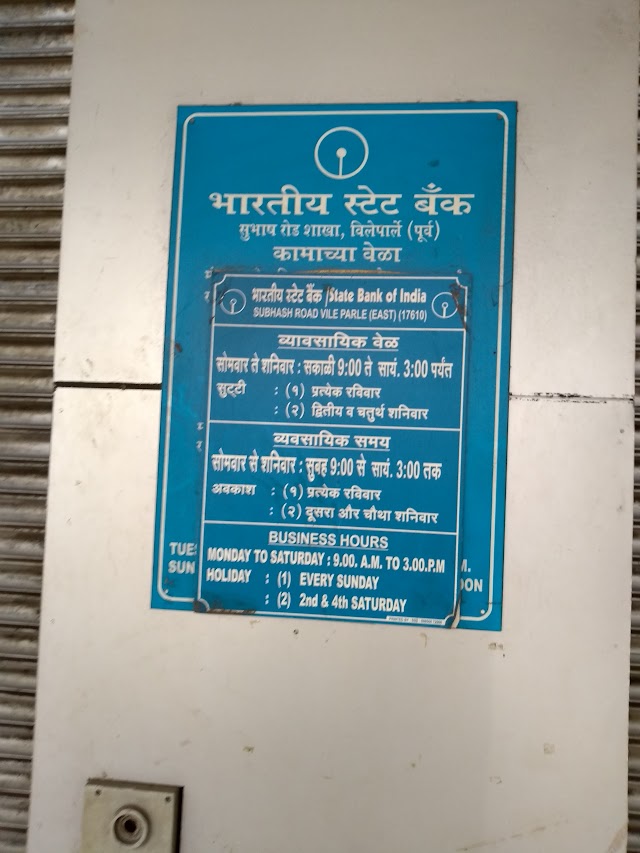 भारतीय स्टेट बैंक
सुभाष रोड शाखा, विलेपार्ले (पूर्व)
कामाच्या वेळा
भारतीय स्टेट बैंक State Bank of India
SUBHASH ROAD VILE PARLE (EAST) (17610)
व्यावसायिक वेळ
सोमवार ते शनिवार : सकाळी 9:00 ते सायं. 3:00 पर्यंत
सुट्टी : (१) प्रत्येक रविवार
: (२) द्वितीय व चतुर्थ शनिवार
व्यवसायिक समय
सोमवार से शनिवार : सुबह 9:00 से सायं. 3:00 तक
अवकाश : (१) प्रत्येक रविवार
: (२) दूसरा और चौथा शनिवार
BUSINESS HOURS
MONDAY TO SATURDAY : 9.00. A.M. TO 3.00.P.M
HOLIDAY : (1) EVERY SUNDAY
: (2) 2nd & 4th SATURDAY
TUE
SUN
M.
OON